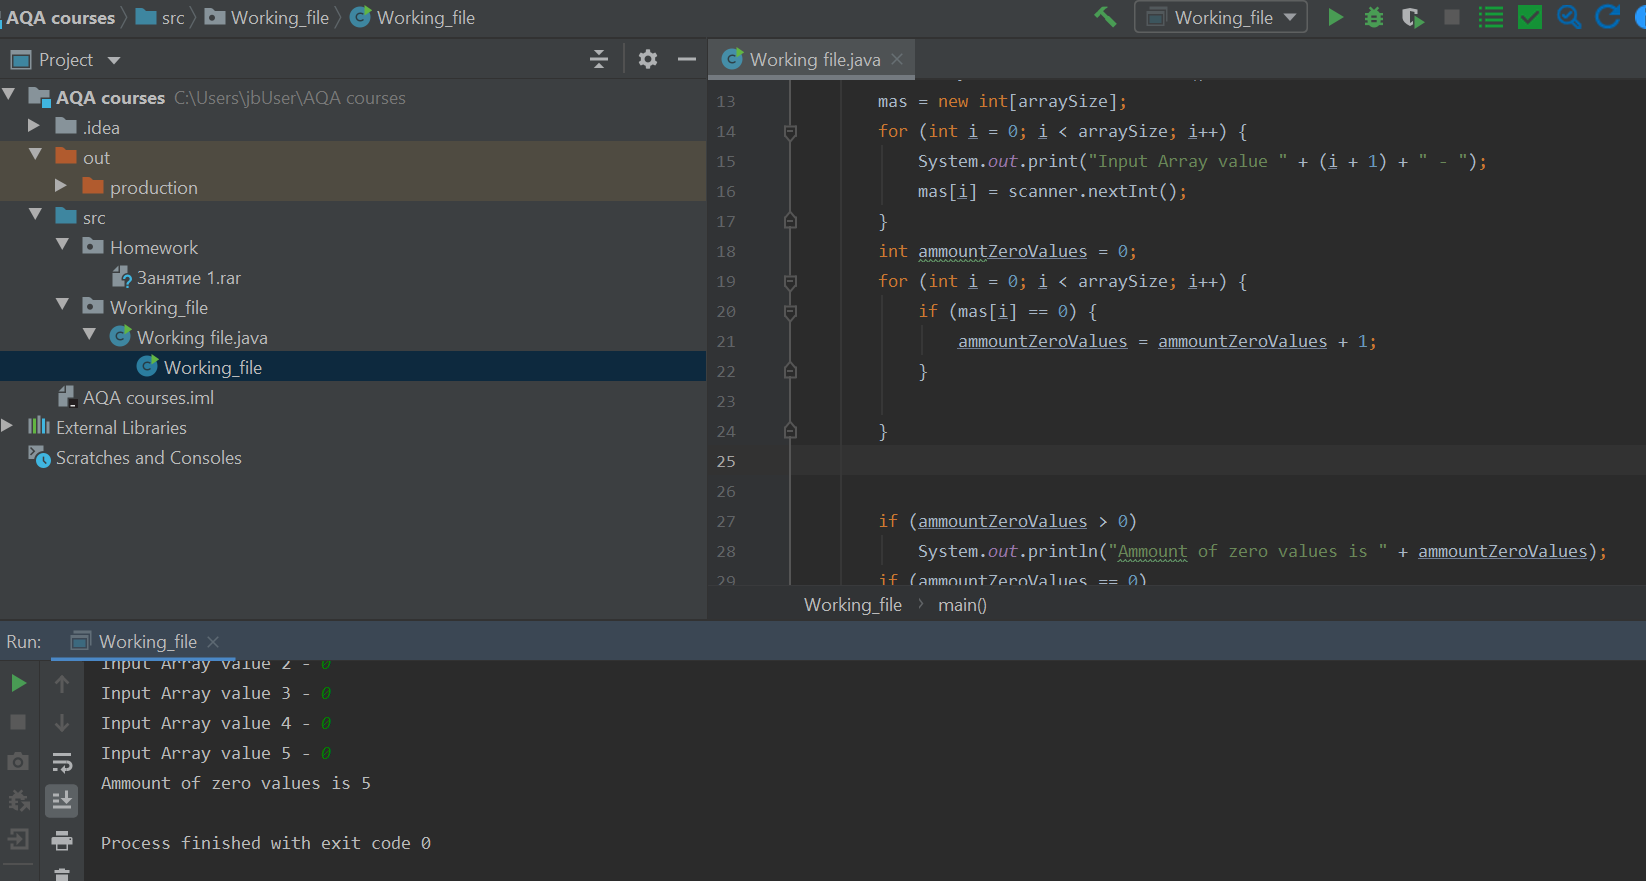 AQA courses src Working_file Working_file
Working_file
Project
Working file.java
AQA courses C:\Users\jbUser\AQA courses
.idea
out
production
src
Homework
Занятие 1.rar
Working_file
Working file.java
Working_file
AQA courses.iml
External Libraries
Scratches and Consoles
13 mas = new int[arraySize];
14 for (int i = 0; i < arraySize; i++) {
15 System.out.print("Input Array value " + (i + 1) + " - ");
16 mas[i] = scanner.nextInt();
17 }
18 int ammountZeroValues = 0;
19 for (int i = 0; i < arraySize; i++) {
20 if (mas[i] == 0) {
21 ammountZeroValues = ammountZeroValues + 1;
22 }
23
24 }
25
26
27 if (ammountZeroValues > 0)
28 System.out.println("Ammount of zero values is " + ammountZeroValues);
29 if (ammountZeroValues == 0)
Working_file main()
Run: Working_file
Input Array value 2 - 0
Input Array value 3 - 0
Input Array value 4 - 0
Input Array value 5 - 0
Ammount of zero values is 5
Process finished with exit code 0